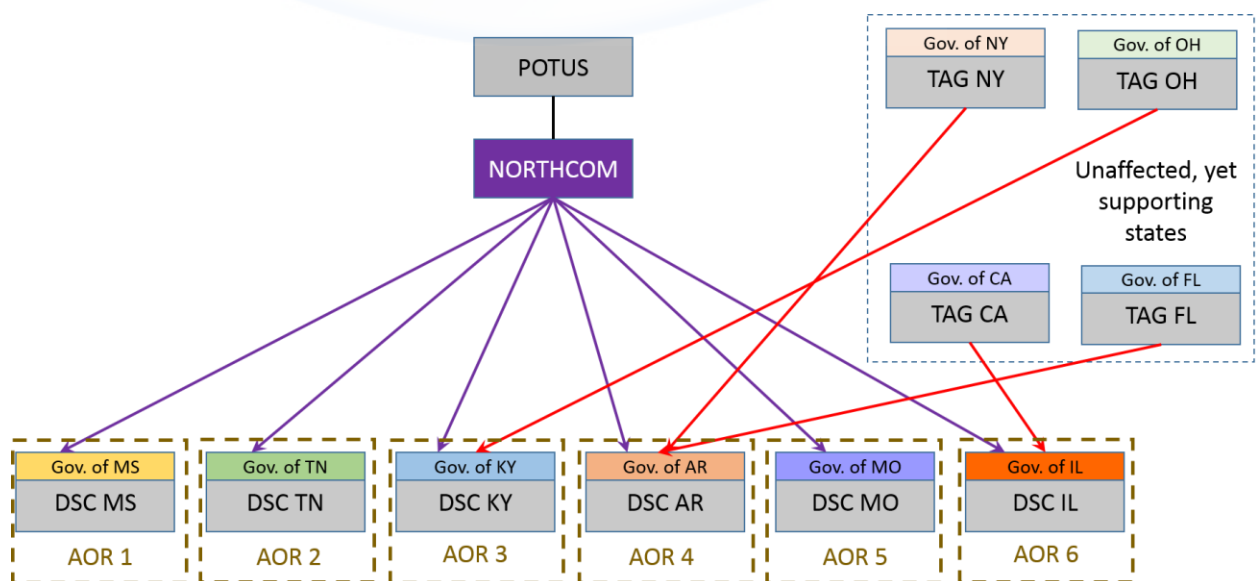 POTUS
NORTHCOM
Gov. of NY
TAG NY
Gov. of OH
TAG OH
Unaffected, yet
supporting
states
Gov. of CA
TAG CA
Gov. of FL
TAG FL
Gov. of MS
DSC MS
AOR 1
Gov. of TN
DSC TN
AOR 2
Gov. of KY
DSC KY
AOR 3
Gov. of AR
DSC AR
AOR 4
Gov. of MO
DSC MO
AOR 5
Gov. of IL
DSC IL
AOR 6